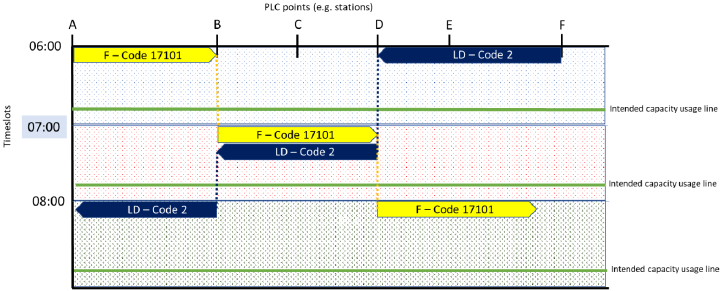 PLC points (e.g. stations)
A B C D E F
06:00
F – Code 17101
LD – Code 2
Intended capacity usage line
Timeslots
07:00
F – Code 17101
LD – Code 2
Intended capacity usage line
08:00
LD – Code 2
F – Code 17101
Intended capacity usage line